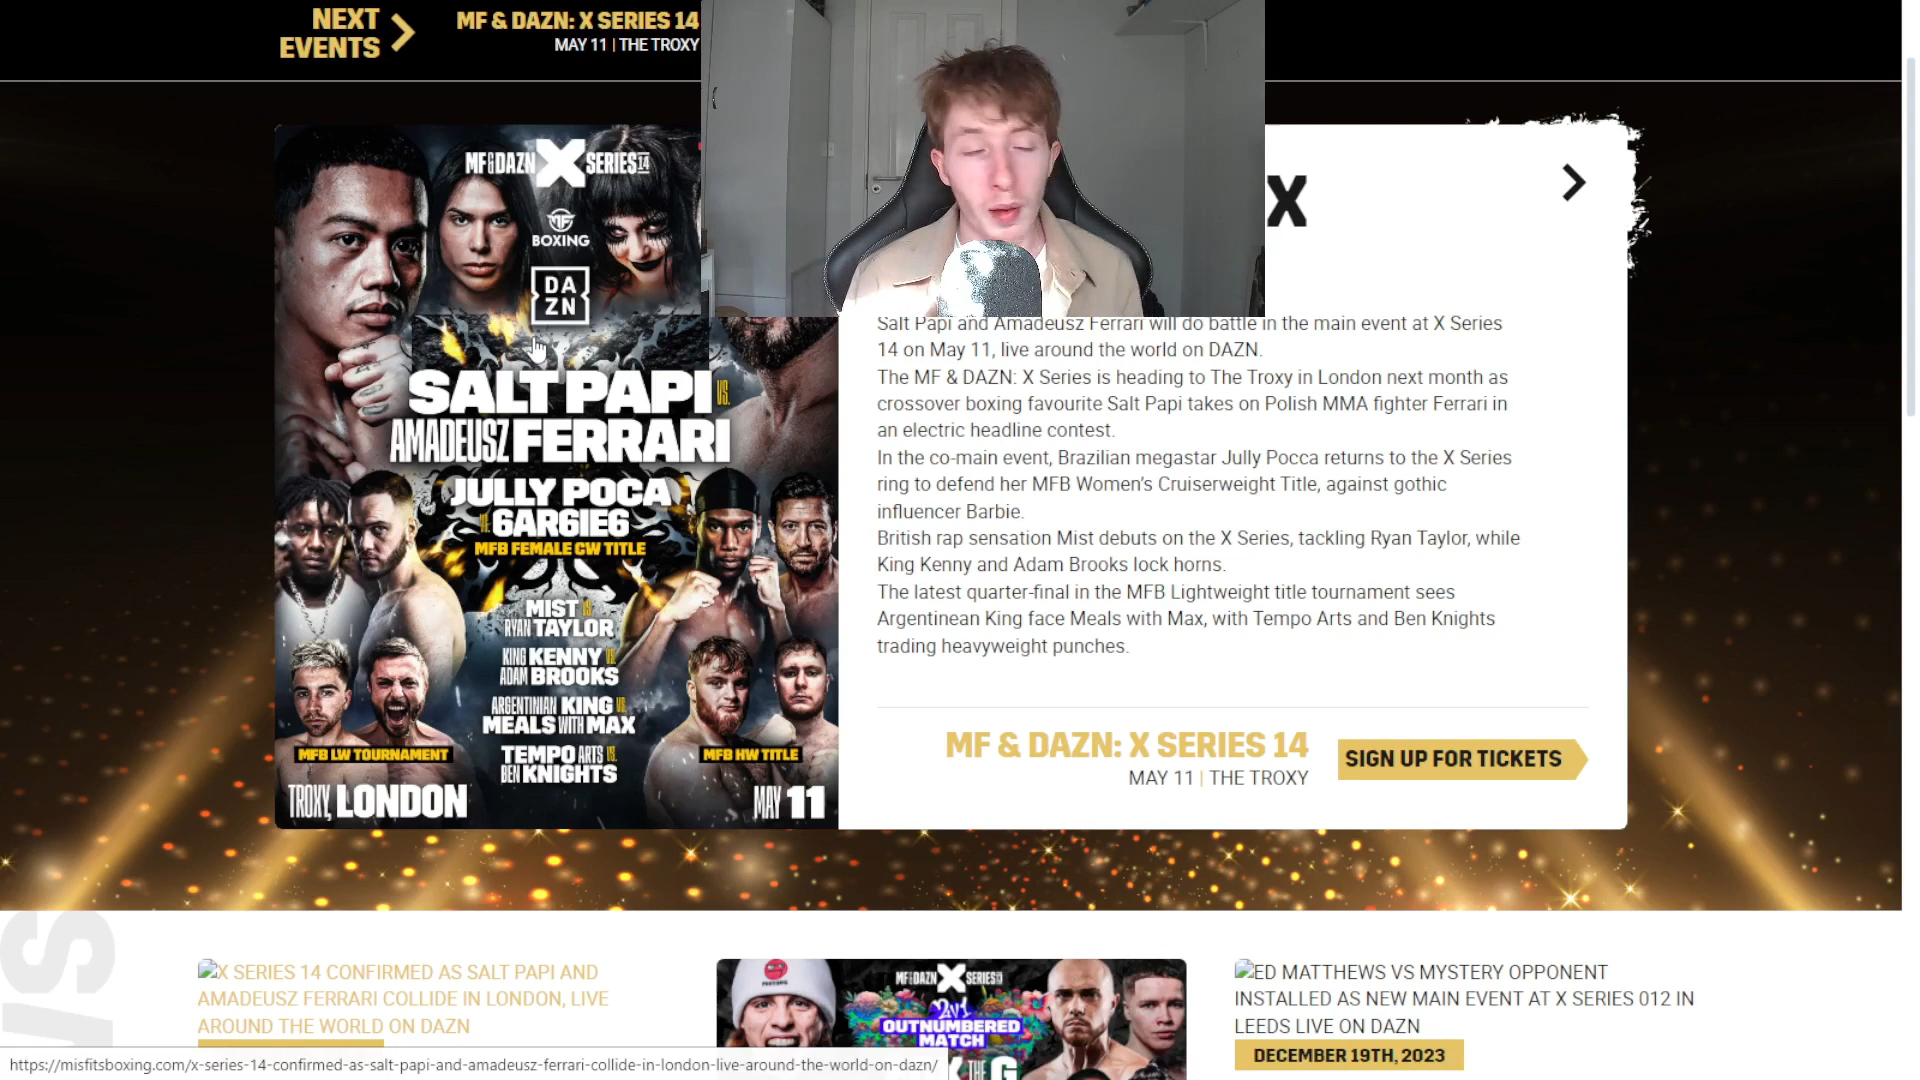 NEXT
EVENTS
MF & DAZN: X SERIES 14
MAY 11 | THE TROXY
MF&DAZN X SERIES 14
MF
BOXING
DA
ZN
SALT PAPI VS.
AMADEUSZ FERRARI
JULLY POCA
VS. 6AR6IE6
MFB FEMALE CW TITLE
MIST VS.
RYAN TAYLOR
KING KENNY VS.
ADAM BROOKS
ARGENTINIAN KING VS.
MEALS WITH MAX
MFB LW TOURNAMENT
TEMPO ARTS VS.
BEN KNIGHTS
MFB HW TITLE
TROXY, LONDON
MAY 11
X
Salt Papi and Amadeusz Ferrari will do battle in the main event at X Series
14 on May 11, live around the world on DAZN.
The MF & DAZN: X Series is heading to The Troxy in London next month as
crossover boxing favourite Salt Papi takes on Polish MMA fighter Ferrari in
an electric headline contest.
In the co-main event, Brazilian megastar Jully Pocca returns to the X Series
ring to defend her MFB Women's Cruiserweight Title, against gothic
influencer Barbie.
British rap sensation Mist debuts on the X Series, tackling Ryan Taylor, while
King Kenny and Adam Brooks lock horns.
The latest quarter-final in the MFB Lightweight title tournament sees
Argentinean King face Meals with Max, with Tempo Arts and Ben Knights
trading heavyweight punches.
MF & DAZN: X SERIES 14
MAY 11 | THE TROXY
SIGN UP FOR TICKETS
X SERIES 14 CONFIRMED AS SALT PAPI AND
AMADEUSZ FERRARI COLLIDE IN LONDON, LIVE
AROUND THE WORLD ON DAZN
MF&DAZN X SERIES
2V1
OUTNUMBERED
MATCH
THE G
ED MATTHEWS VS MYSTERY OPPONENT
INSTALLED AS NEW MAIN EVENT AT X SERIES 012 IN
LEEDS LIVE ON DAZN
DECEMBER 19TH, 2023
https://misfitsboxing.com/x-series-14-confirmed-as-salt-papi-and-amadeusz-ferrari-collide-in-london-live-around-the-world-on-dazn/